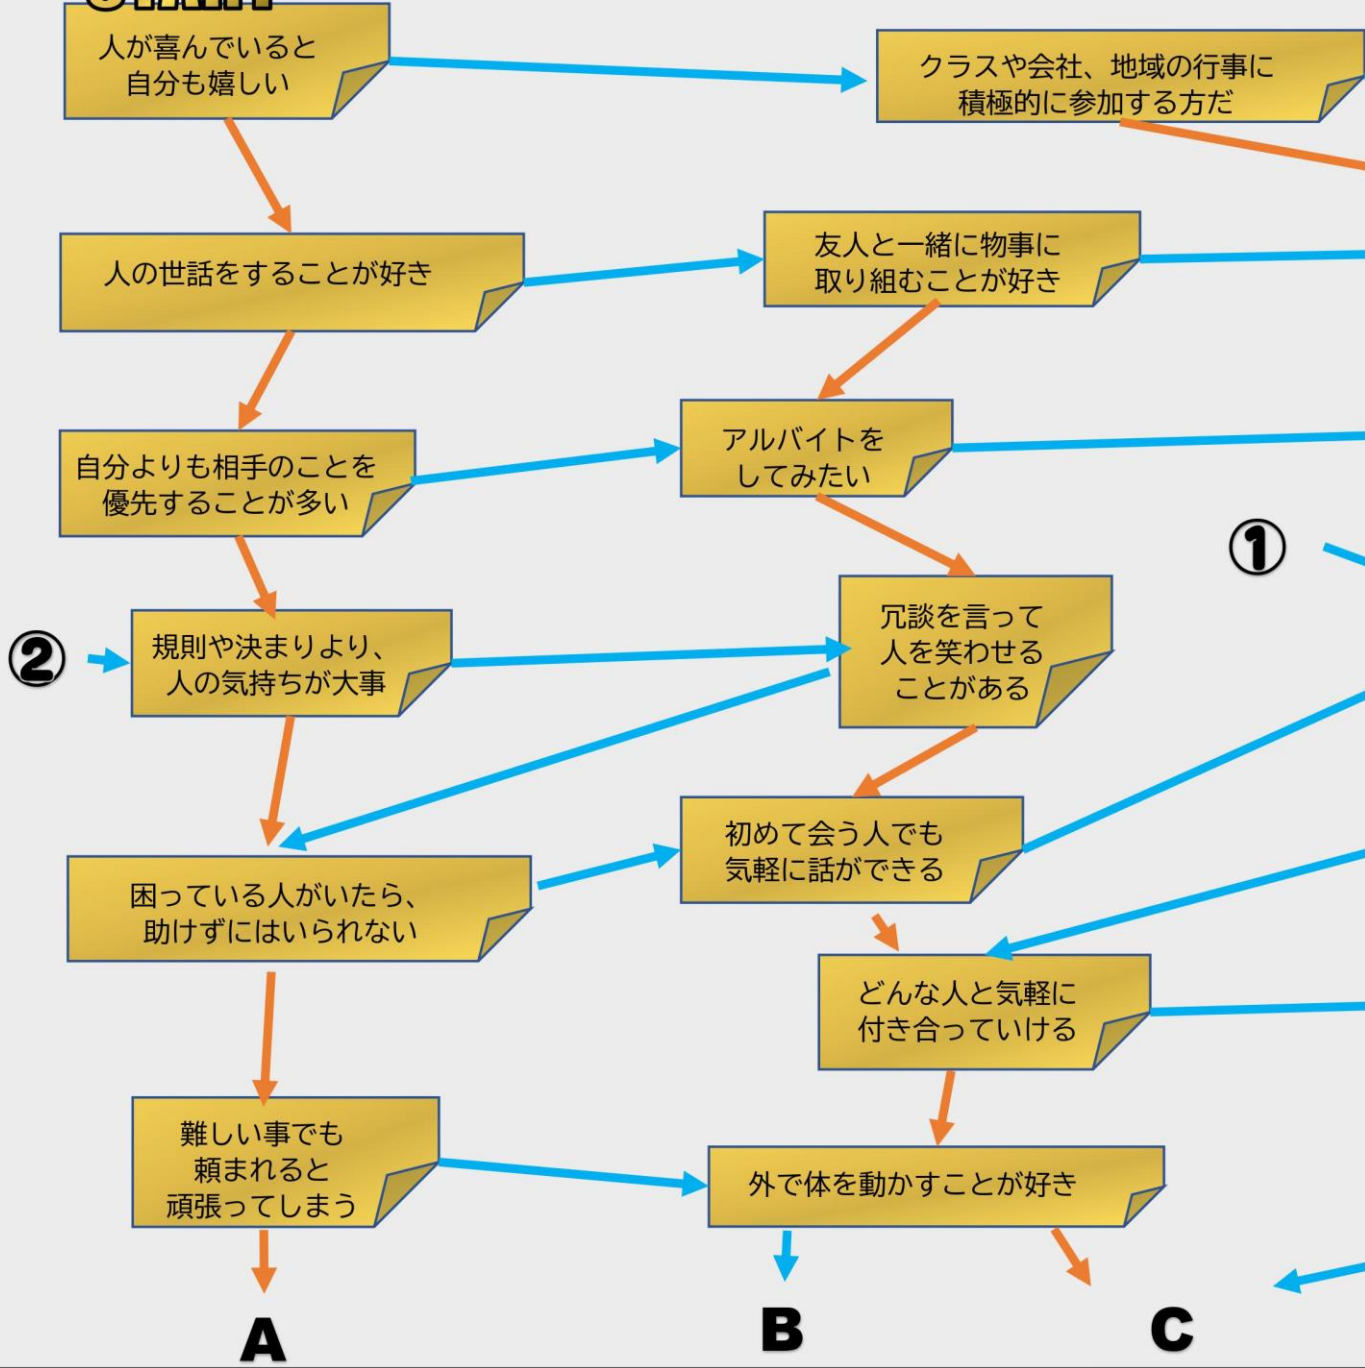 人が喜んでいると
自分も嬉しい
クラスや会社、地域の行事に
積極的に参加する方だ
人の世話をすることが好き
友人と一緒に物事に
取り組むことが好き
自分よりも相手のことを
優先することが多い
アルバイトを
してみたい
①
②
規則や決まりより、
人の気持ちが大事
冗談を言って
人を笑わせる
ことがある
初めて会う人でも
気軽に話ができる
困っている人がいたら、
助けずにはいられない
どんな人と気軽に
付き合っていける
難しい事でも
頼まれると
頑張ってしまう
外で体を動かすことが好き
A
B
C